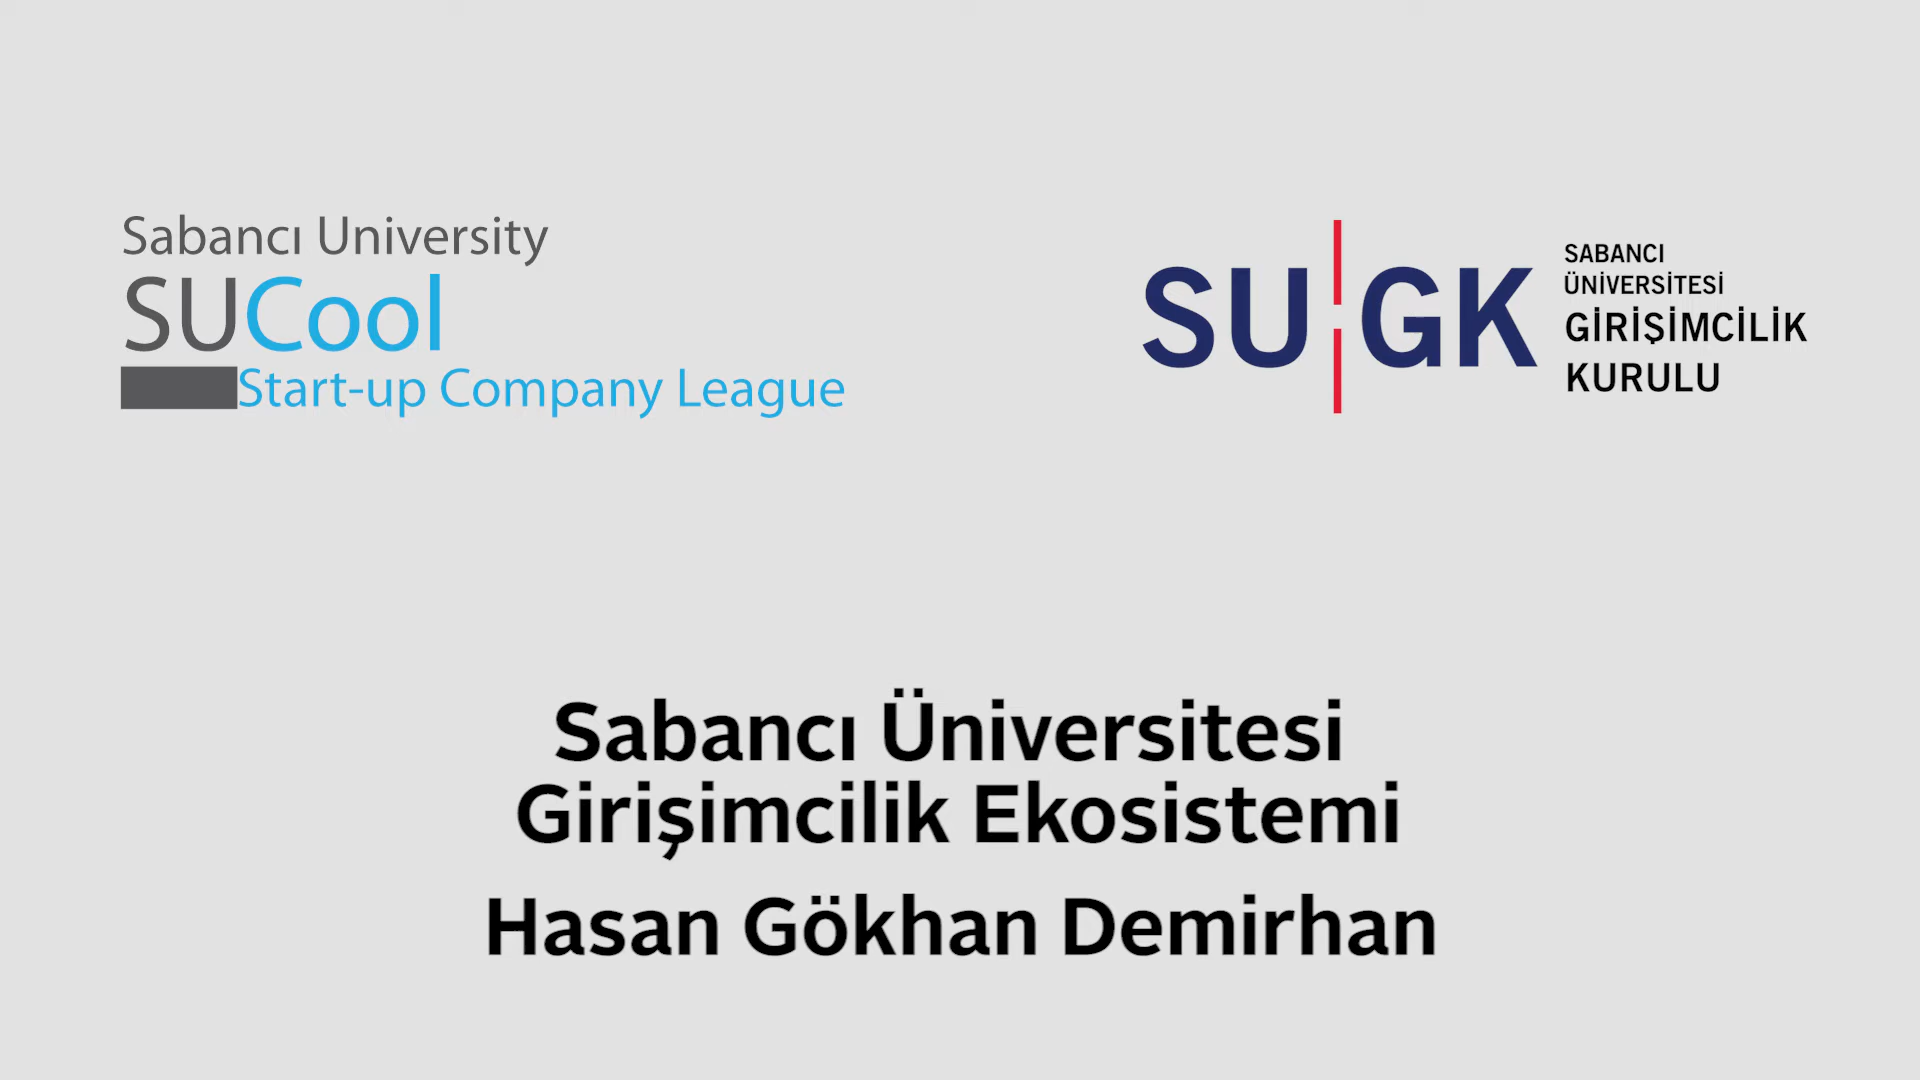 Sabancı University
SUCool
Start-up Company League
SU GK
SABANCI
ÜNİVERSİTESİ
GİRİŞİMCİLİK
KURULU
Sabancı Üniversitesi
Girişimcilik Ekosistemi
Hasan Gökhan Demirhan